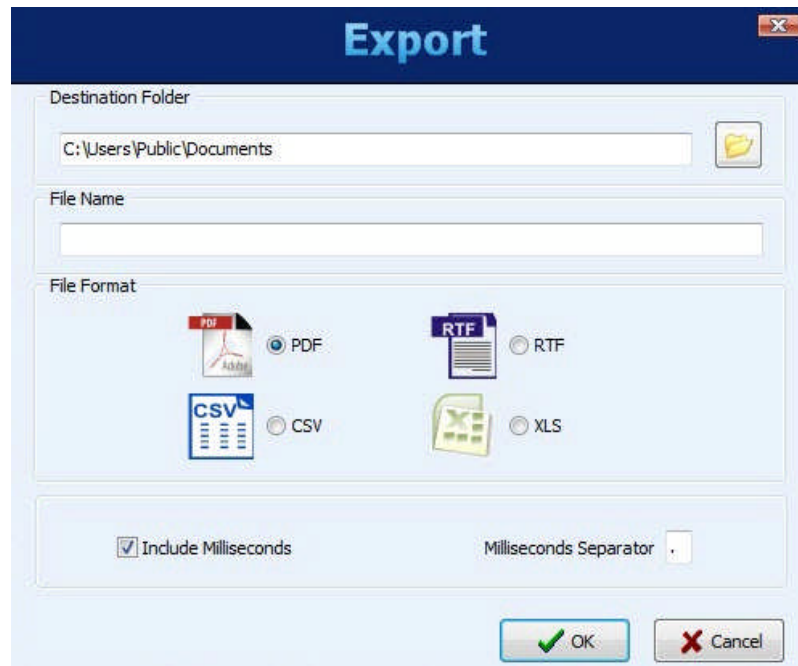 Export
Destination Folder
C:\Users\Public\Documents
File Name
File Format
PDF
Adobe
PDF
RTF
RTF
CSV
CSV
XLS
Include Milliseconds
Milliseconds Separator .
OK
Cancel